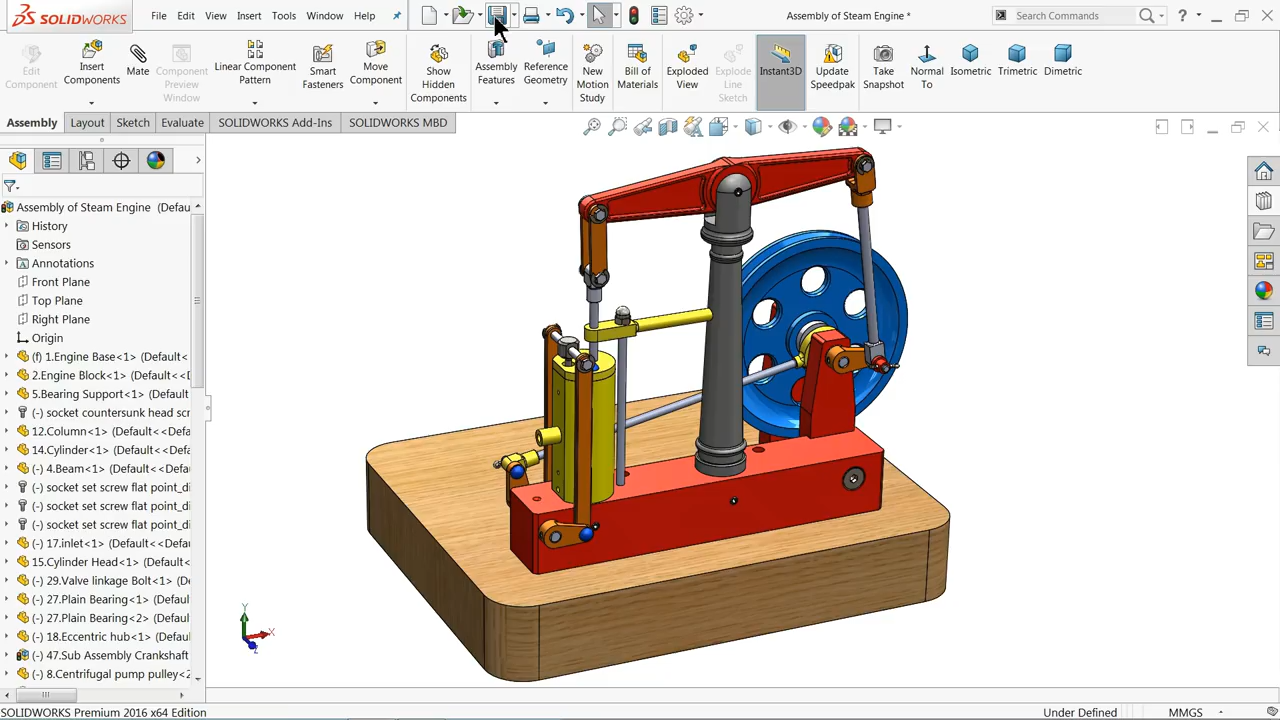 SOLIDWORKS File Edit View Insert Tools Window Help Assembly of Steam Engine * Search Commands ?
Edit Component
Insert Components
Mate
Component Preview Window
Linear Component Pattern
Smart Fasteners
Move Component
Show Hidden Components
Assembly Features
Reference Geometry
New Motion Study
Bill of Materials
Exploded View
Explode Line Sketch
Instant3D
Update Speedpak
Take Snapshot
Normal To
Isometric
Trimetric
Dimetric
Assembly Layout Sketch Evaluate SOLIDWORKS Add-Ins SOLIDWORKS MBD
Assembly of Steam Engine (Defau
History
Sensors
Annotations
Front Plane
Top Plane
Right Plane
Origin
(f) 1.Engine Base<1> (Default<
2.Engine Block<1> (Default<<
5.Bearing Support<1> (Default
(-) socket countersunk head scr
12.Column<1> (Default<<Def
14.Cylinder<1> (Default<<Def
(-) 4.Beam<1> (Default<<Defa
(-) socket set screw flat point_di
(-) socket set screw flat point_di
(-) socket set screw flat point_di
(-) 17.inlet<1> (Default<<Defau
15.Cylinder Head<1> (Default<
(-) 29.Valve linkage Bolt<1> (De
(-) 27.Plain Bearing<1> (Default
(-) 27.Plain Bearing<2> (Default
(-) 18.Eccentric hub<1> (Defaul
(-) 47.Sub Assembly Crankshaft
(-) 8.Centrifugal pump pulley<2
Y
X
Z
SOLIDWORKS Premium 2016 x64 Edition Under Defined MMGS